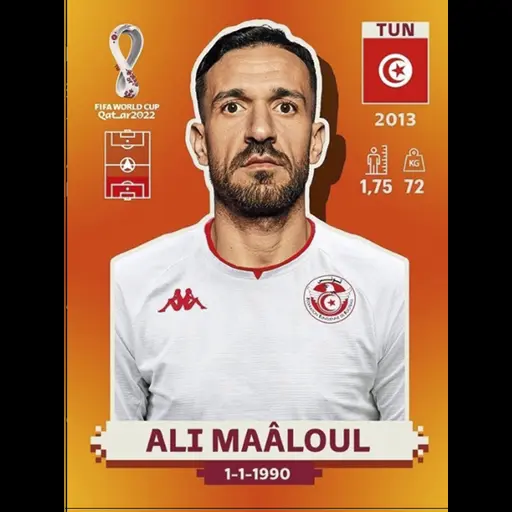 TUN
FIFA WORLD CUP
Qatar2022
2013
KG
1,75 72
ALI MAÂLOUL
1-1-1990